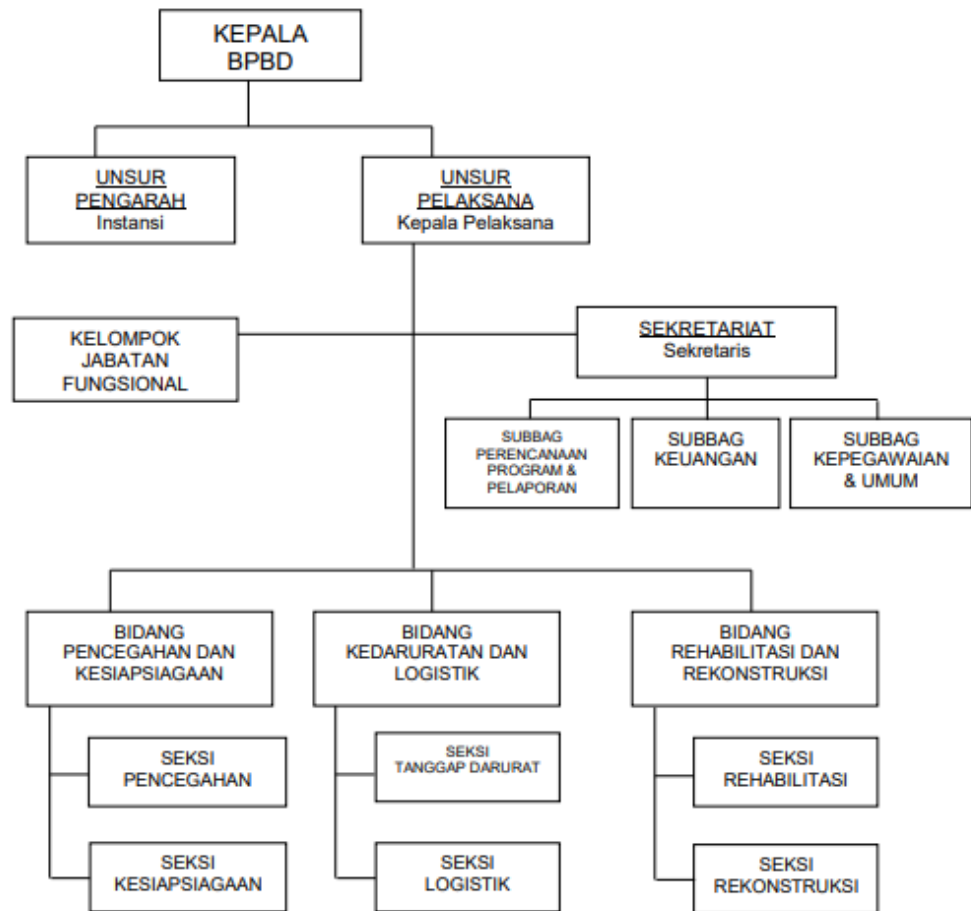 KEPALA
BPBD
UNSUR
PENGARAH
Instansi
UNSUR
PELAKSANA
Kepala Pelaksana
KELOMPOK
JABATAN
FUNGSIONAL
SEKRETARIAT
Sekretaris
SUBBAG
PERENCANAAN
PROGRAM &
PELAPORAN
SUBBAG
KEUANGAN
SUBBAG
KEPEGAWAIAN
& UMUM
BIDANG
PENCEGAHAN DAN
KESIAPSIAGAAN
BIDANG
KEDARURATAN DAN
LOGISTIK
BIDANG
REHABILITASI DAN
REKONSTRUKSI
SEKSI
PENCEGAHAN
SEKSI
TANGGAP DARURAT
SEKSI
REHABILITASI
SEKSI
KESIAPSIAGAAN
SEKSI
LOGISTIK
SEKSI
REKONSTRUKSI